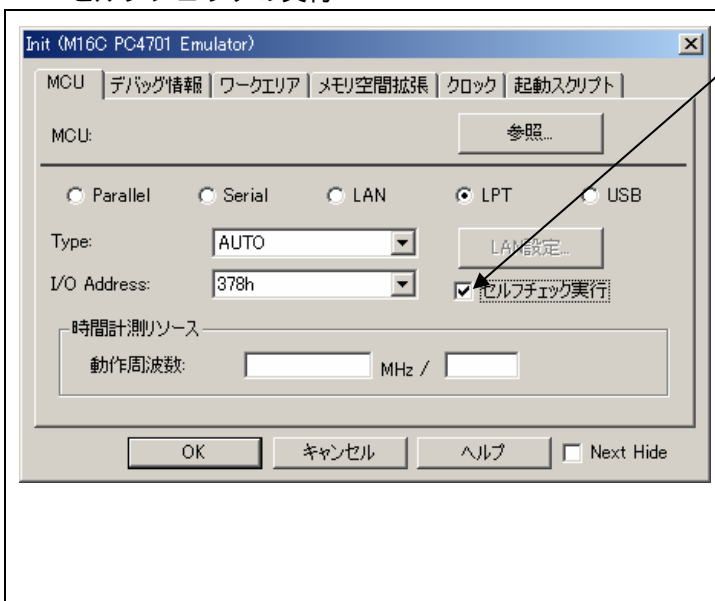 Init (M16C PC4701 Emulator)
MCU デバッグ情報 ワークエリア メモリ空間拡張 クロック 起動スクリプト
MCU: 参照...
Parallel Serial LAN LPT USB
Type: AUTO LAN設定...
I/O Address: 378h セルフチェック実行
時間計測リソース
動作周波数: MHz /
OK キャンセル ヘルプ Next Hide